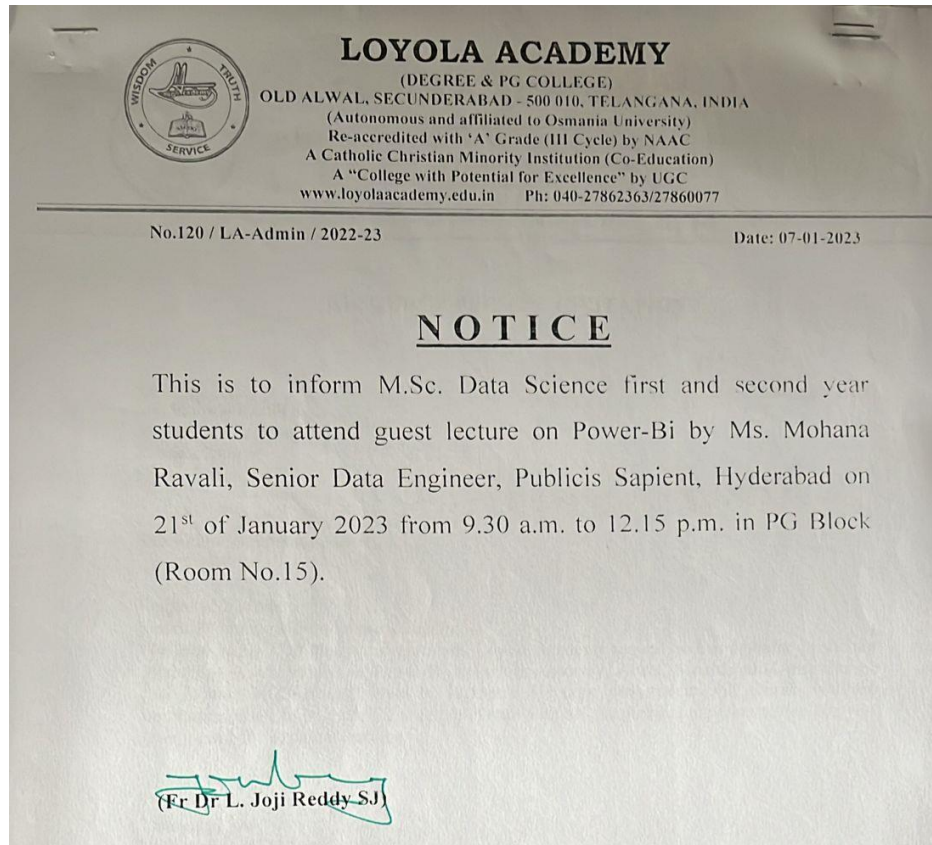 LOYOLA ACADEMY
(DEGREE & PG COLLEGE)
OLD ALWAL, SECUNDERABAD - 500 010, TELANGANA, INDIA
(Autonomous and affiliated to Osmania University)
Re-accredited with ‘A’ Grade (III Cycle) by NAAC
A Catholic Christian Minority Institution (Co-Education)
A “College with Potential for Excellence” by UGC
www.loyolaacademy.edu.in Ph: 040-27862363/27860077
WISDOM TRUTH
SERVICE
No.120 / LA-Admin / 2022-23 Date: 07-01-2023
NOTICE
This is to inform M.Sc. Data Science first and second year
students to attend guest lecture on Power-Bi by Ms. Mohana
Ravali, Senior Data Engineer, Publicis Sapient, Hyderabad on
21st of January 2023 from 9.30 a.m. to 12.15 p.m. in PG Block
(Room No.15).
(Fr Dr L. Joji Reddy SJ)